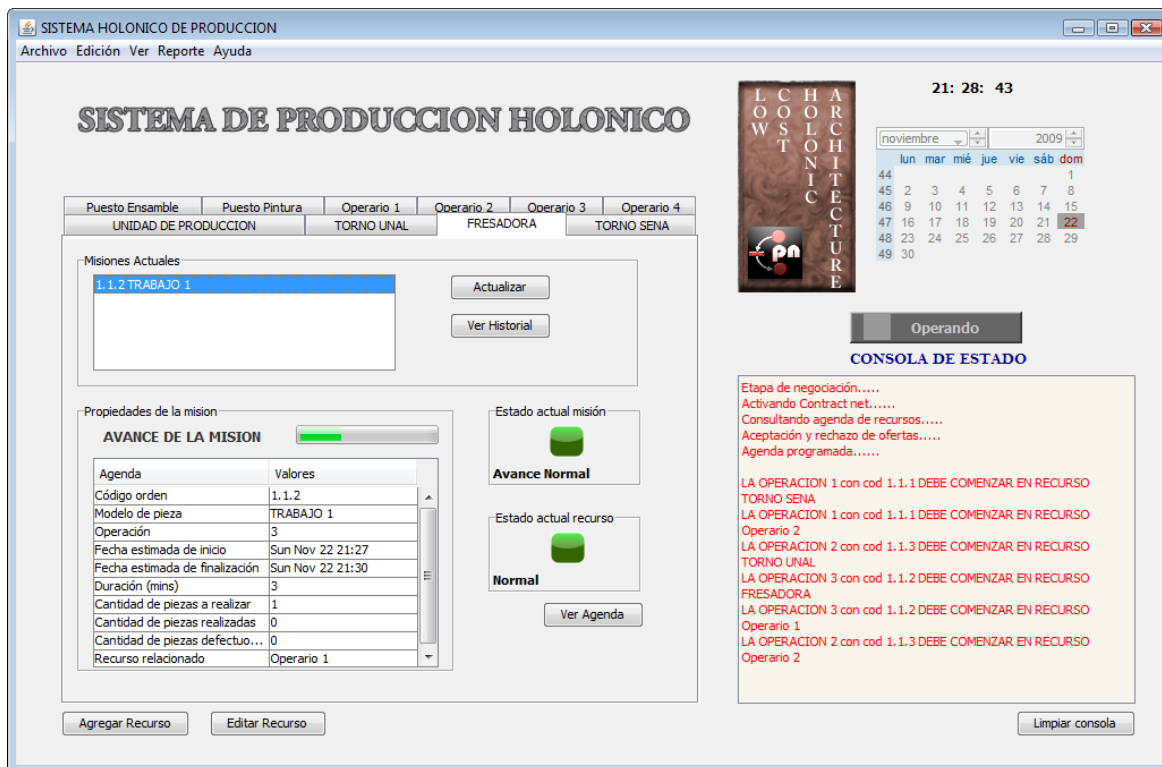 SISTEMA HOLONICO DE PRODUCCION
Archivo Edición Ver Reporte Ayuda
SISTEMA DE PRODUCCION HOLONICO
LOW COST HOLONIC ARCHITECTURE
pn
21: 28: 43
noviembre 2009
lun mar mié jue vie sáb dom
44 1
45 2 3 4 5 6 7 8
46 9 10 11 12 13 14 15
47 16 17 18 19 20 21 22
48 23 24 25 26 27 28 29
49 30
Puesto Ensamble Puesto Pintura Operario 1 Operario 2 Operario 3 Operario 4
UNIDAD DE PRODUCCION TORNO UNAL FRESADORA TORNO SENA
Misiones Actuales
1.1.2 TRABAJO 1
Actualizar
Ver Historial
Propiedades de la mision
AVANCE DE LA MISION
Agenda Valores
Código orden 1.1.2
Modelo de pieza TRABAJO 1
Operación 3
Fecha estimada de inicio Sun Nov 22 21:27
Fecha estimada de finalización Sun Nov 22 21:30
Duración (mins) 3
Cantidad de piezas a realizar 1
Cantidad de piezas realizadas 0
Cantidad de piezas defectuo... 0
Recurso relacionado Operario 1
Estado actual misión
Avance Normal
Estado actual recurso
Normal
Ver Agenda
Agregar Recurso Editar Recurso
Operando
CONSOLA DE ESTADO
Etapa de negociación.....
Activando Contract net......
Consultando agenda de recursos.....
Aceptación y rechazo de ofertas.....
Agenda programada......
LA OPERACION 1 con cod 1.1.1 DEBE COMENZAR EN RECURSO
TORNO SENA
LA OPERACION 1 con cod 1.1.1 DEBE COMENZAR EN RECURSO
Operario 2
LA OPERACION 2 con cod 1.1.3 DEBE COMENZAR EN RECURSO
TORNO UNAL
LA OPERACION 3 con cod 1.1.2 DEBE COMENZAR EN RECURSO
FRESADORA
LA OPERACION 3 con cod 1.1.2 DEBE COMENZAR EN RECURSO
Operario 1
LA OPERACION 2 con cod 1.1.3 DEBE COMENZAR EN RECURSO
Operario 2
Limpiar consola